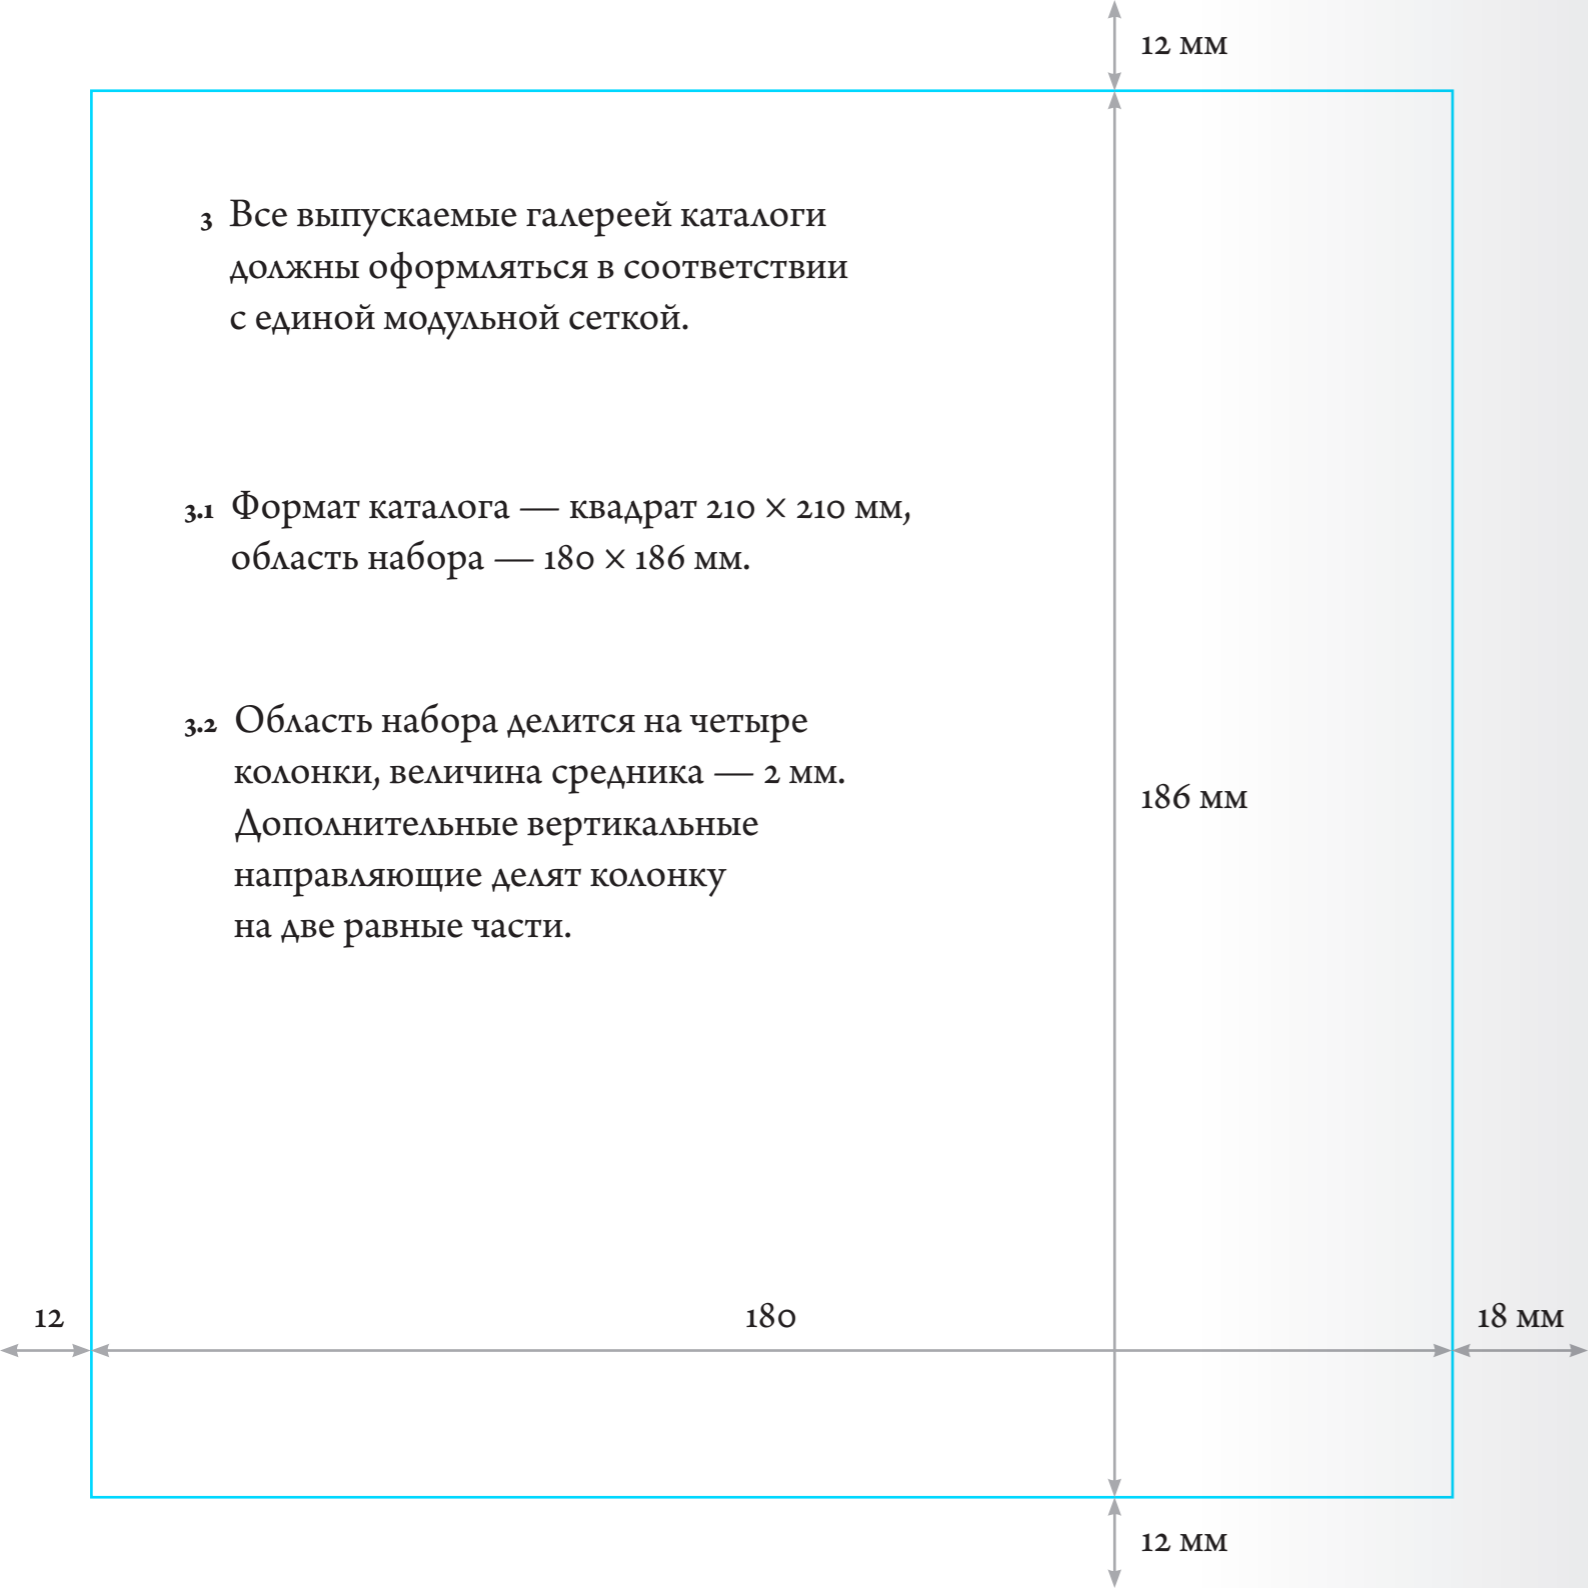 12 мм
3 Все выпускаемые галереей каталоги
должны оформляться в соответствии
с единой модульной сеткой.
3.1 Формат каталога — квадрат 210 × 210 мм,
область набора — 180 × 186 мм.
3.2 Область набора делится на четыре
колонки, величина средника — 2 мм.
186 мм
Дополнительные вертикальные
направляющие делят колонку
на две равные части.
12
180
18 мм
12 мм